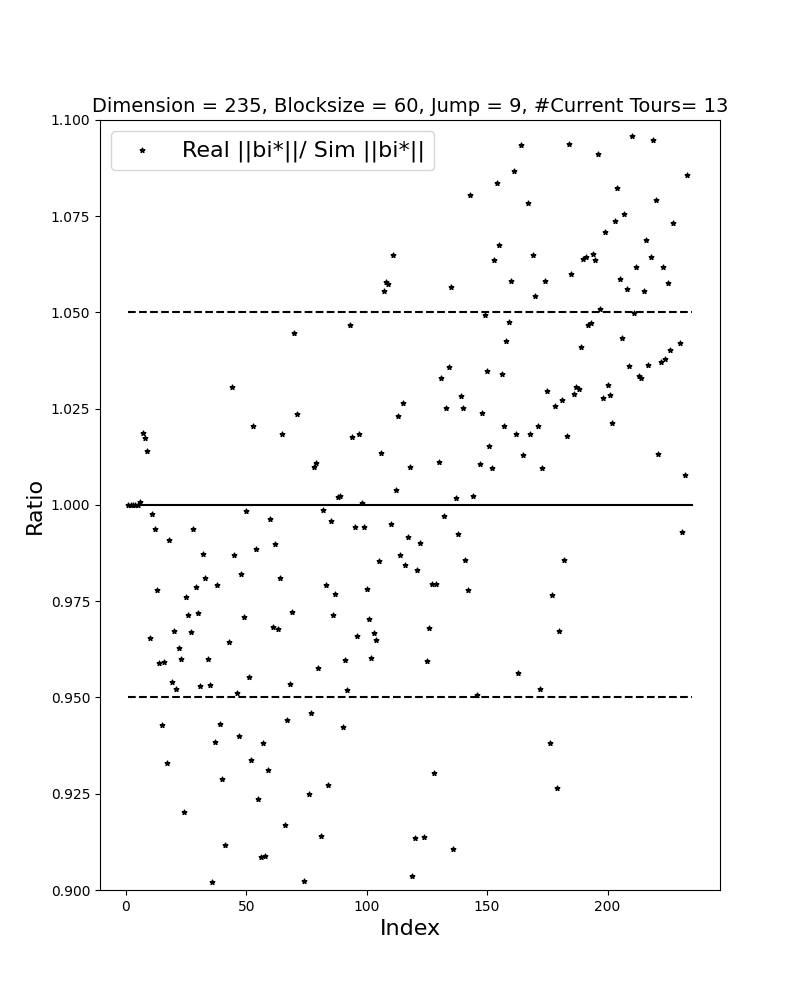 Dimension = 235, Blocksize = 60, Jump = 9, #Current Tours= 13
1.100
Real ||bi*||/ Sim ||bi*||
1.075
1.050
1.025
1.000
0.975
0.950
0.925
0.900
Ratio
0 50 100 150 200
Index